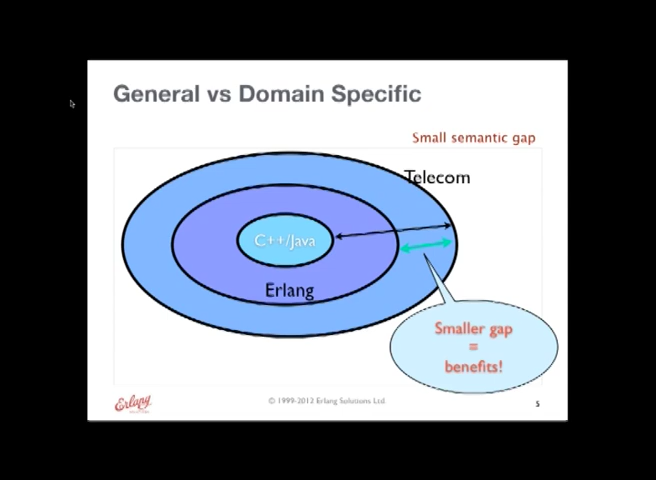 General vs Domain Specific
Small semantic gap
Telecom
C++/Java
Erlang
Smaller gap
=
benefits!
Erlang
SOLUTIONS
© 1999-2012 Erlang Solutions Ltd.
5